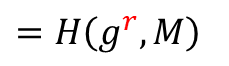 = H(g^r, M)